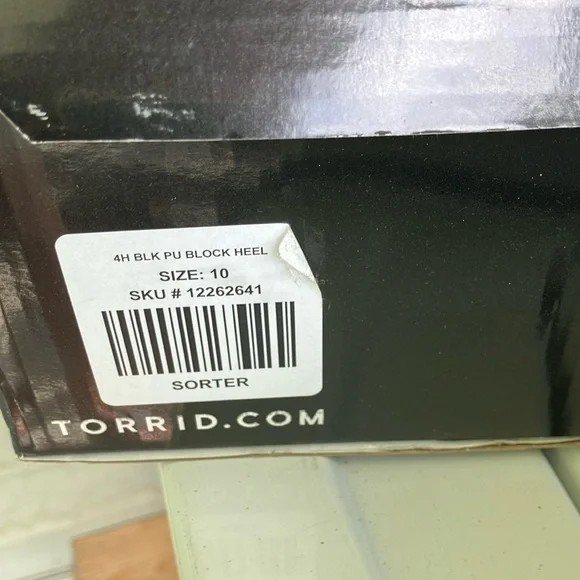 4H BLK PU BLOCK HEEL
SIZE: 10
SKU # 12262641
SORTER
TORRID.COM